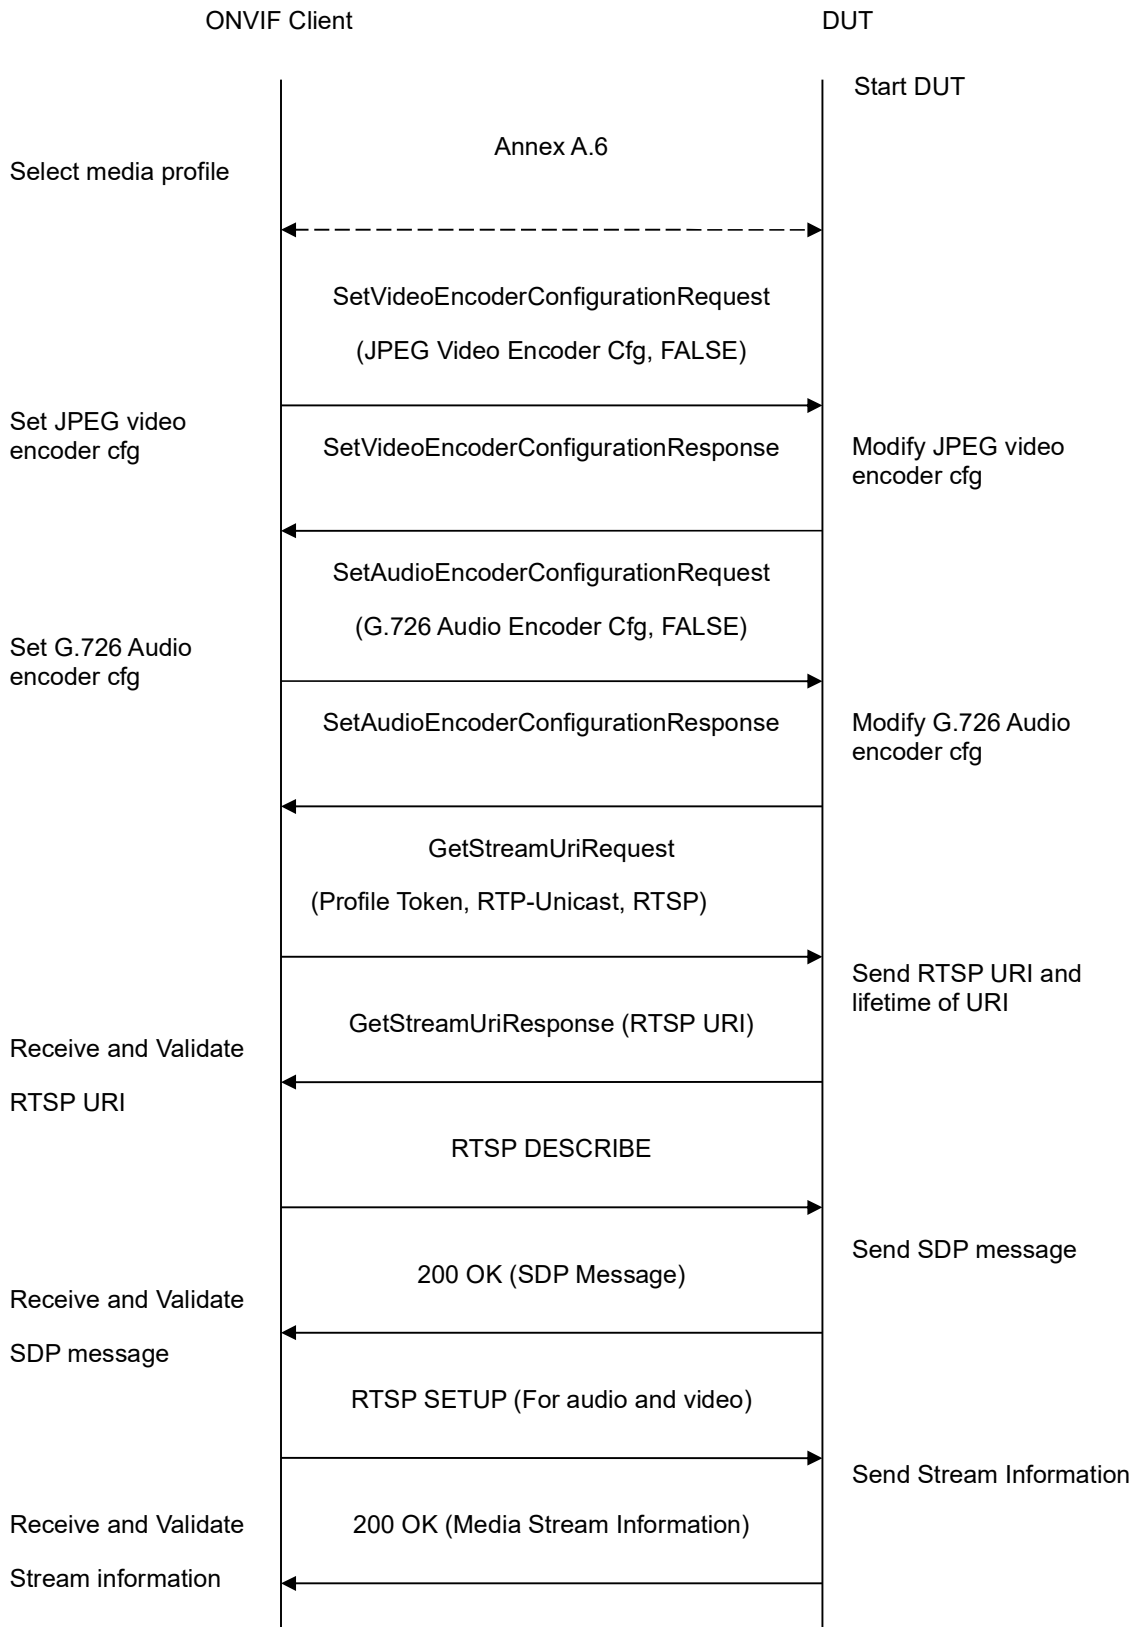 ONVIF Client
DUT
Start DUT
Annex A.6
Select media profile
SetVideoEncoderConfigurationRequest
(JPEG Video Encoder Cfg, FALSE)
Set JPEG video
encoder cfg
SetVideoEncoderConfigurationResponse
Modify JPEG video
encoder cfg
SetAudioEncoderConfigurationRequest
(G.726 Audio Encoder Cfg, FALSE)
Set G.726 Audio
encoder cfg
SetAudioEncoderConfigurationResponse
Modify G.726 Audio
encoder cfg
GetStreamUriRequest
(Profile Token, RTP-Unicast, RTSP)
Send RTSP URI and
lifetime of URI
GetStreamUriResponse (RTSP URI)
Receive and Validate
RTSP URI
RTSP DESCRIBE
Send SDP message
200 OK (SDP Message)
Receive and Validate
SDP message
RTSP SETUP (For audio and video)
Send Stream Information
200 OK (Media Stream Information)
Receive and Validate
Stream information